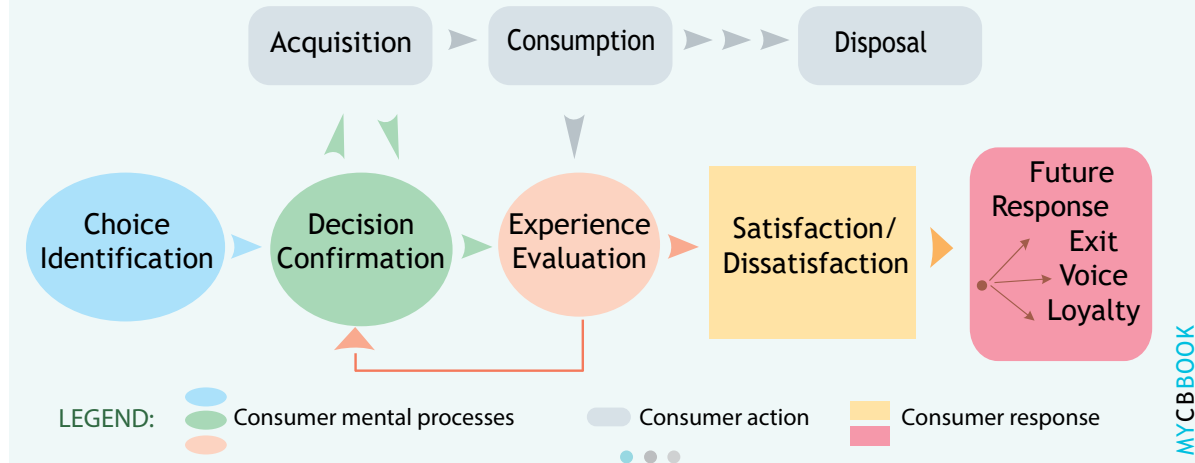 Acquisition
Consumption
Disposal
Choice
Identification
Decision
Confirmation
Experience
Evaluation
Satisfaction/
Dissatisfaction
Future
Response
Exit
Voice
Loyalty
LEGEND:
Consumer mental processes
Consumer action
Consumer response
MYCBBOOK